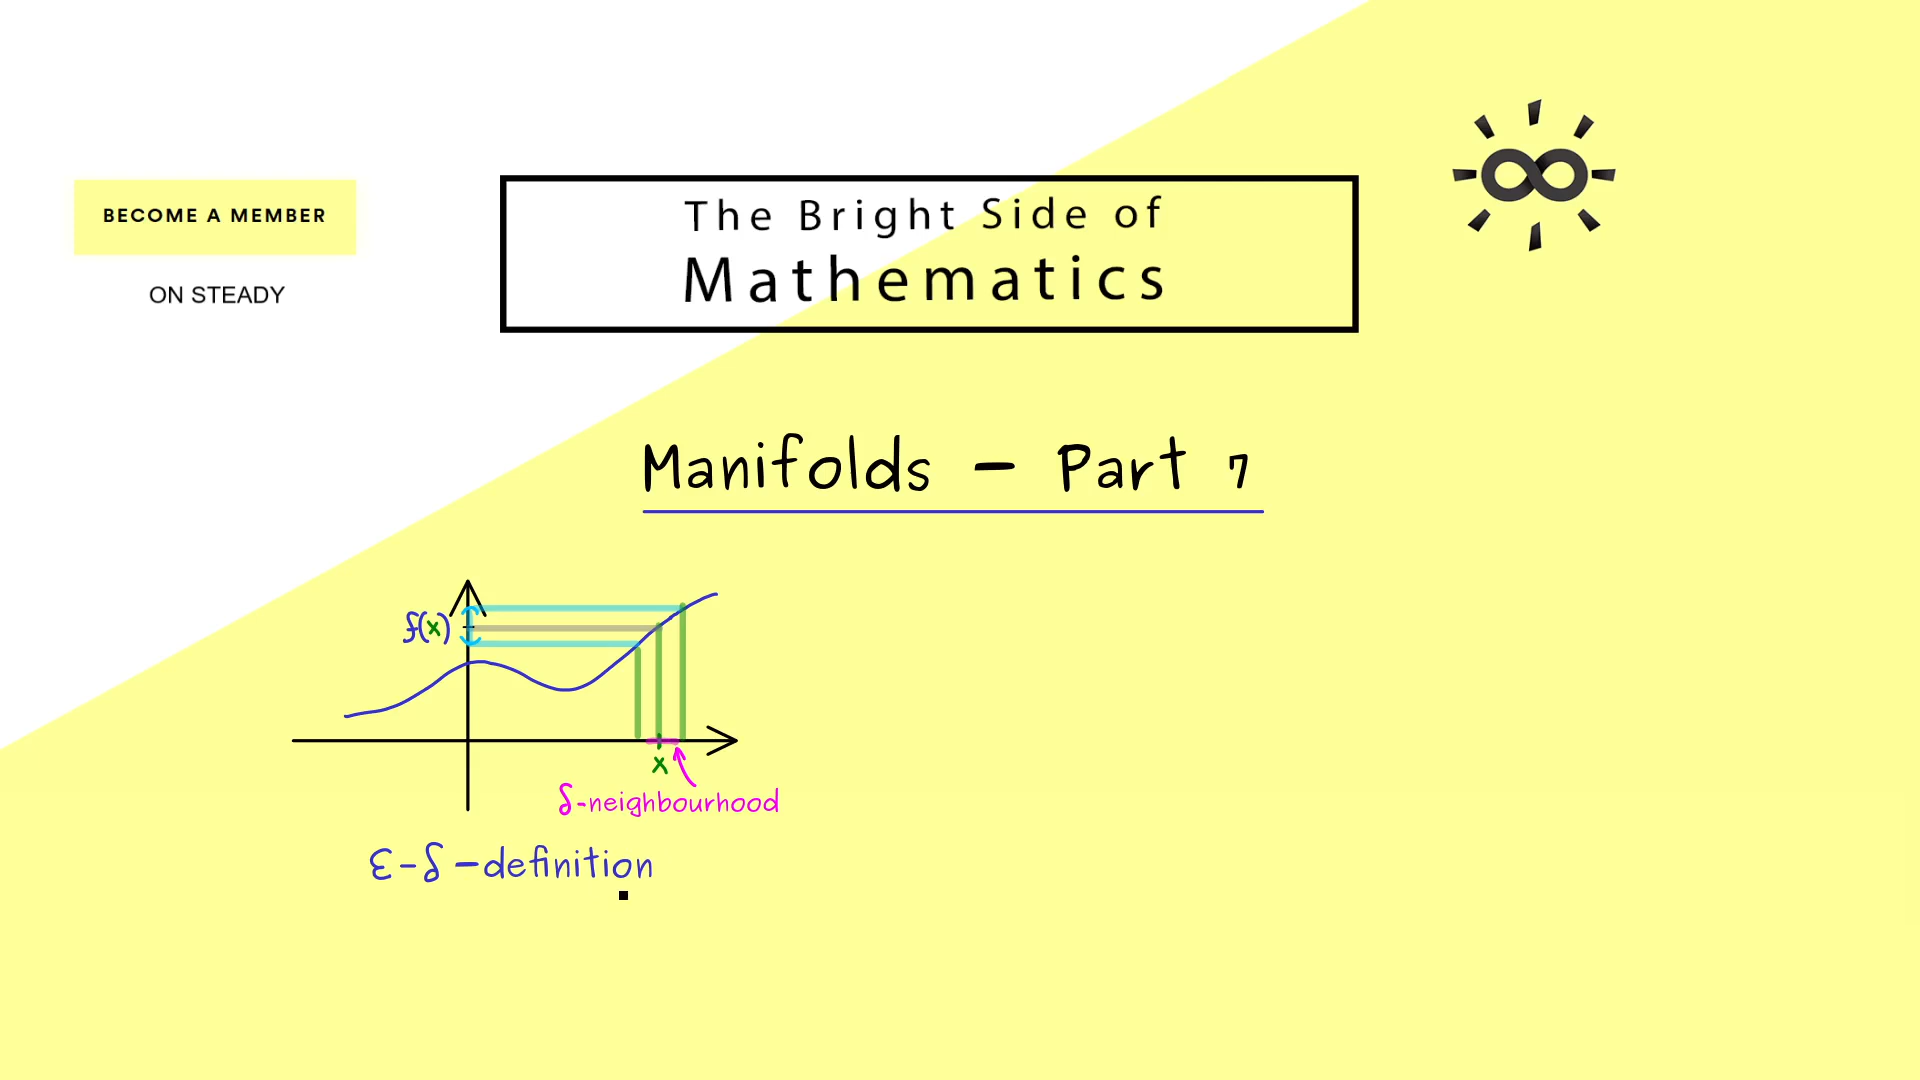 BECOME A MEMBER
ON STEADY
The Bright Side of
Mathematics
Manifolds - Part 7
f(x)
x
δ-neighbourhood
ε-δ-definition